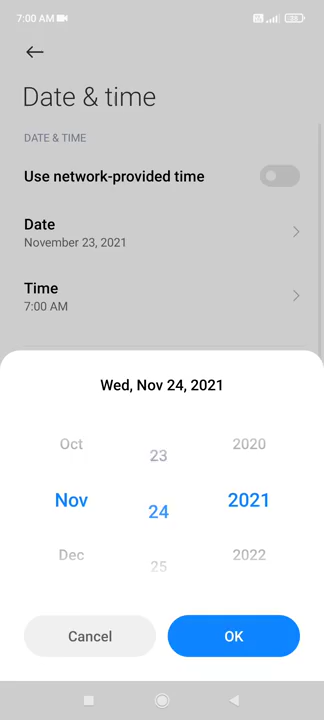 7:00 AM
Date & time
DATE & TIME
Use network-provided time
Date
November 23, 2021
Time
7:00 AM
Wed, Nov 24, 2021
Oct 23 2020
Nov 24 2021
Dec 25 2022
Cancel OK